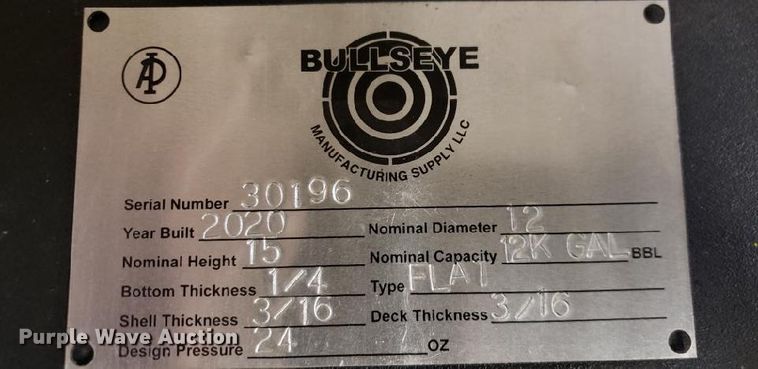 AD
BULLSEYE
MANUFACTURING SUPPLY LLC
Serial Number 30196
Year Built 2020 Nominal Diameter 12
Nominal Height 15 Nominal Capacity 12K GAL BBL
Bottom Thickness 1/4 Type FLAT
Shell Thickness 3/16 Deck Thickness 3/16
Design Pressure 24 OZ
Purple Wave Auction